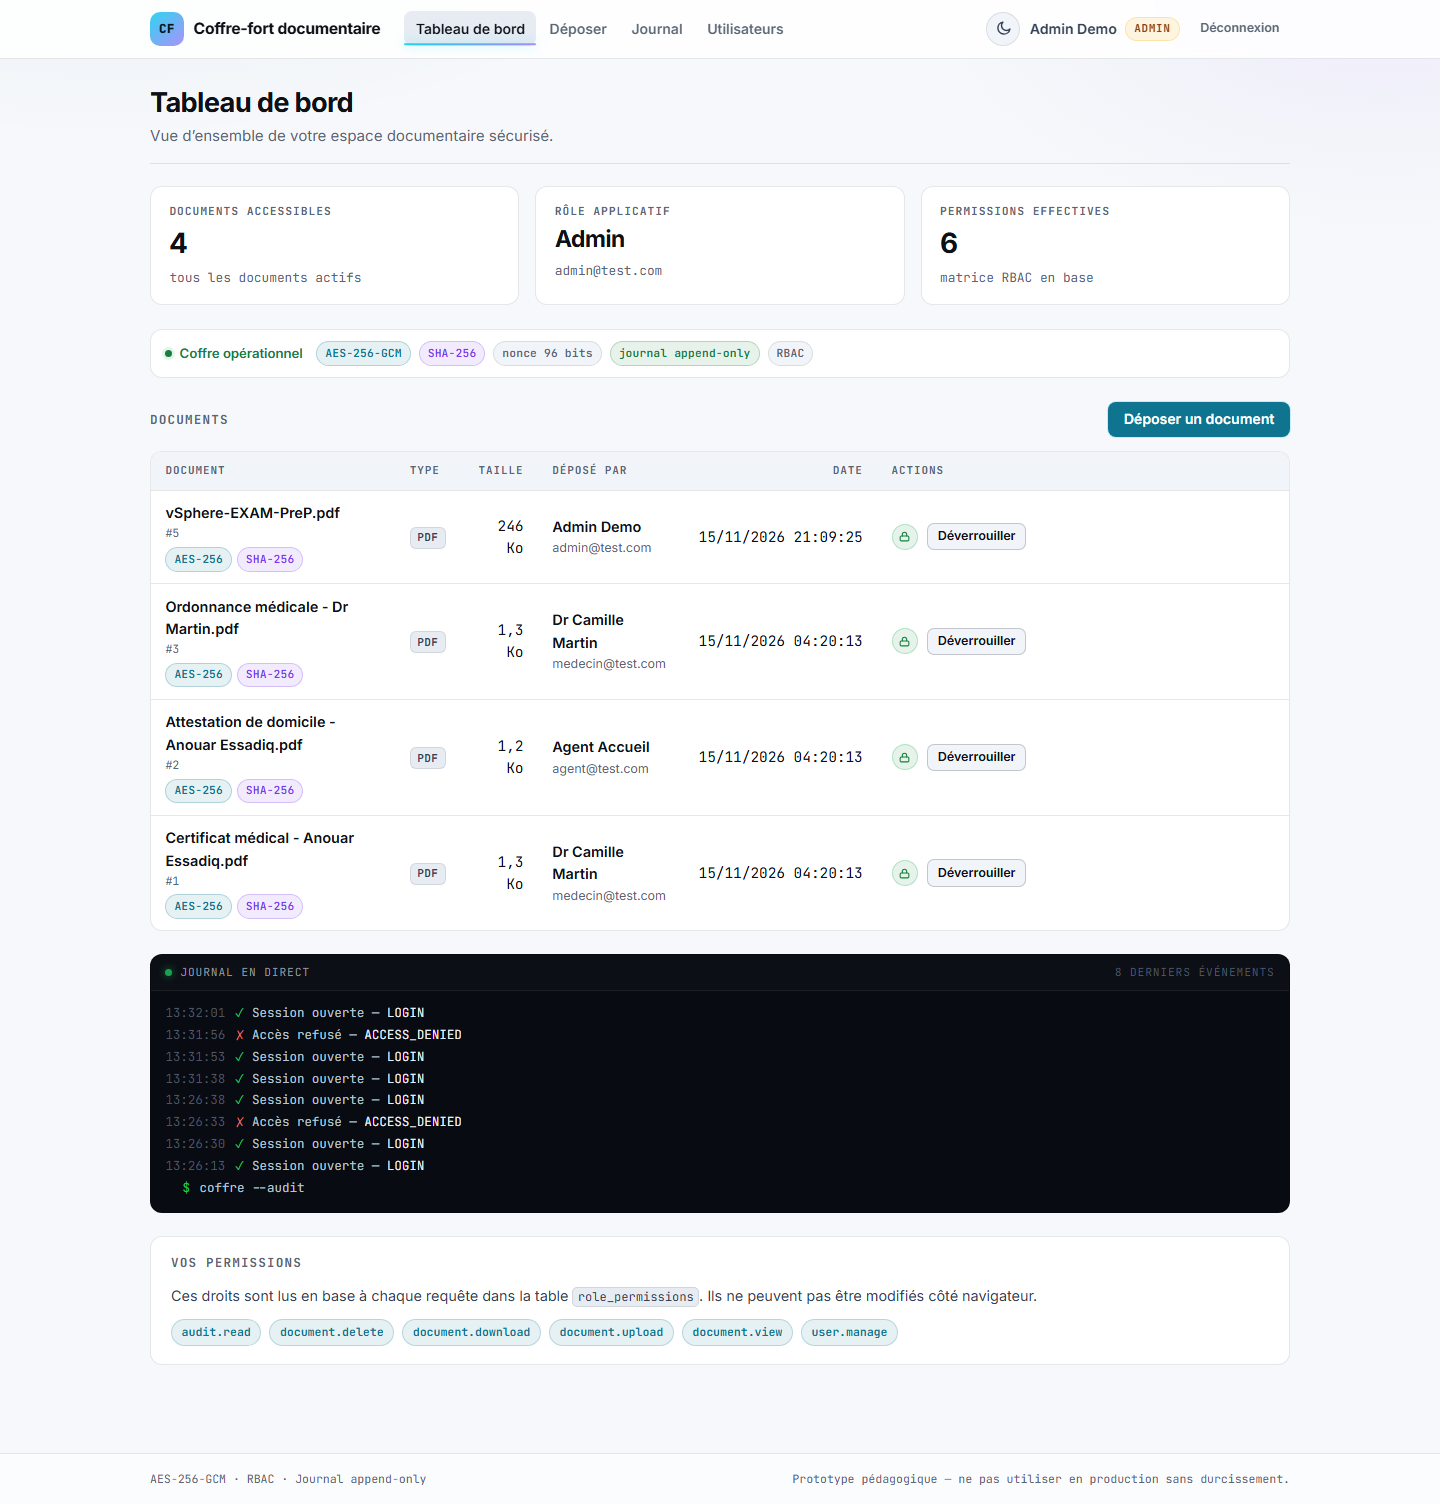 CF Coffre-fort documentaire Tableau de bord Déposer Journal Utilisateurs Admin Demo ADMIN Déconnexion
Tableau de bord
Vue d’ensemble de votre espace documentaire sécurisé.
DOCUMENTS ACCESSIBLES
4
tous les documents actifs
RÔLE APPLICATIF
Admin
admin@test.com
PERMISSIONS EFFECTIVES
6
matrice RBAC en base
Coffre opérationnel AES-256-GCM SHA-256 nonce 96 bits journal append-only RBAC
DOCUMENTS Déposer un document
DOCUMENT TYPE TAILLE DÉPOSÉ PAR DATE ACTIONS
vSphere-EXAM-PreP.pdf
#5
AES-256 SHA-256
PDF
246
Ko
Admin Demo
admin@test.com
15/11/2026 21:09:25
Déverrouiller
Ordonnance médicale - Dr
Martin.pdf
#3
AES-256 SHA-256
PDF
1,3
Ko
Dr Camille
Martin
medecin@test.com
15/11/2026 04:20:13
Déverrouiller
Attestation de domicile -
Anouar Essadiq.pdf
#2
AES-256 SHA-256
PDF
1,2
Ko
Agent Accueil
agent@test.com
15/11/2026 04:20:13
Déverrouiller
Certificat médical - Anouar
Essadiq.pdf
#1
AES-256 SHA-256
PDF
1,3
Ko
Dr Camille
Martin
medecin@test.com
15/11/2026 04:20:13
Déverrouiller
JOURNAL EN DIRECT 8 DERNIERS ÉVÉNEMENTS
13:32:01 ✓ Session ouverte — LOGIN
13:31:56 ✗ Accès refusé — ACCESS_DENIED
13:31:53 ✓ Session ouverte — LOGIN
13:31:38 ✓ Session ouverte — LOGIN
13:26:38 ✓ Session ouverte — LOGIN
13:26:33 ✗ Accès refusé — ACCESS_DENIED
13:26:30 ✓ Session ouverte — LOGIN
13:26:13 ✓ Session ouverte — LOGIN
$ coffre --audit
VOS PERMISSIONS
Ces droits sont lus en base à chaque requête dans la table role_permissions. Ils ne peuvent pas être modifiés côté navigateur.
audit.read document.delete document.download document.upload document.view user.manage
AES-256-GCM · RBAC · Journal append-only Prototype pédagogique — ne pas utiliser en production sans durcissement.